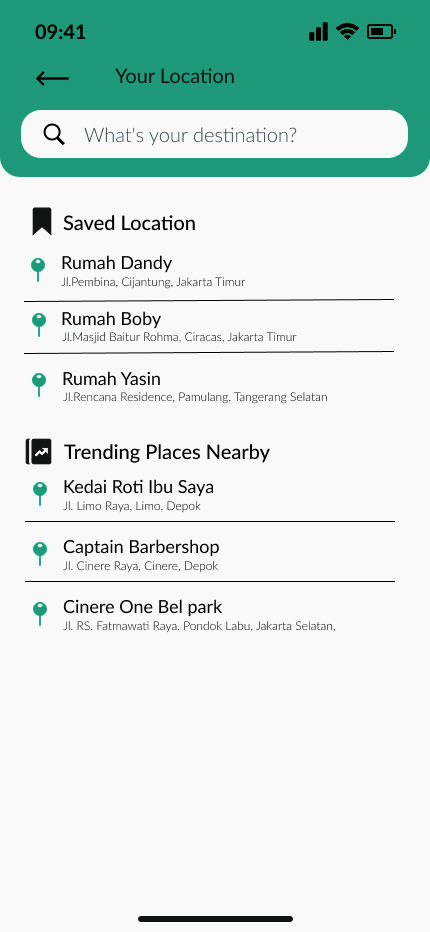 09:41
Your Location
What's your destination?
Saved Location
Rumah Dandy
Jl.Pembina, Cijantung, Jakarta Timur
Rumah Boby
Jl.Masjid Baitur Rohma, Ciracas, Jakarta Timur
Rumah Yasin
Jl.Rencana Residence, Pamulang, Tangerang Selatan
Trending Places Nearby
Kedai Roti Ibu Saya
Jl. Limo Raya, Limo, Depok
Captain Barbershop
Jl. Cinere Raya, Cinere, Depok
Cinere One Bel park
Jl. RS. Fatmawati Raya, Pondok Labu, Jakarta Selatan,